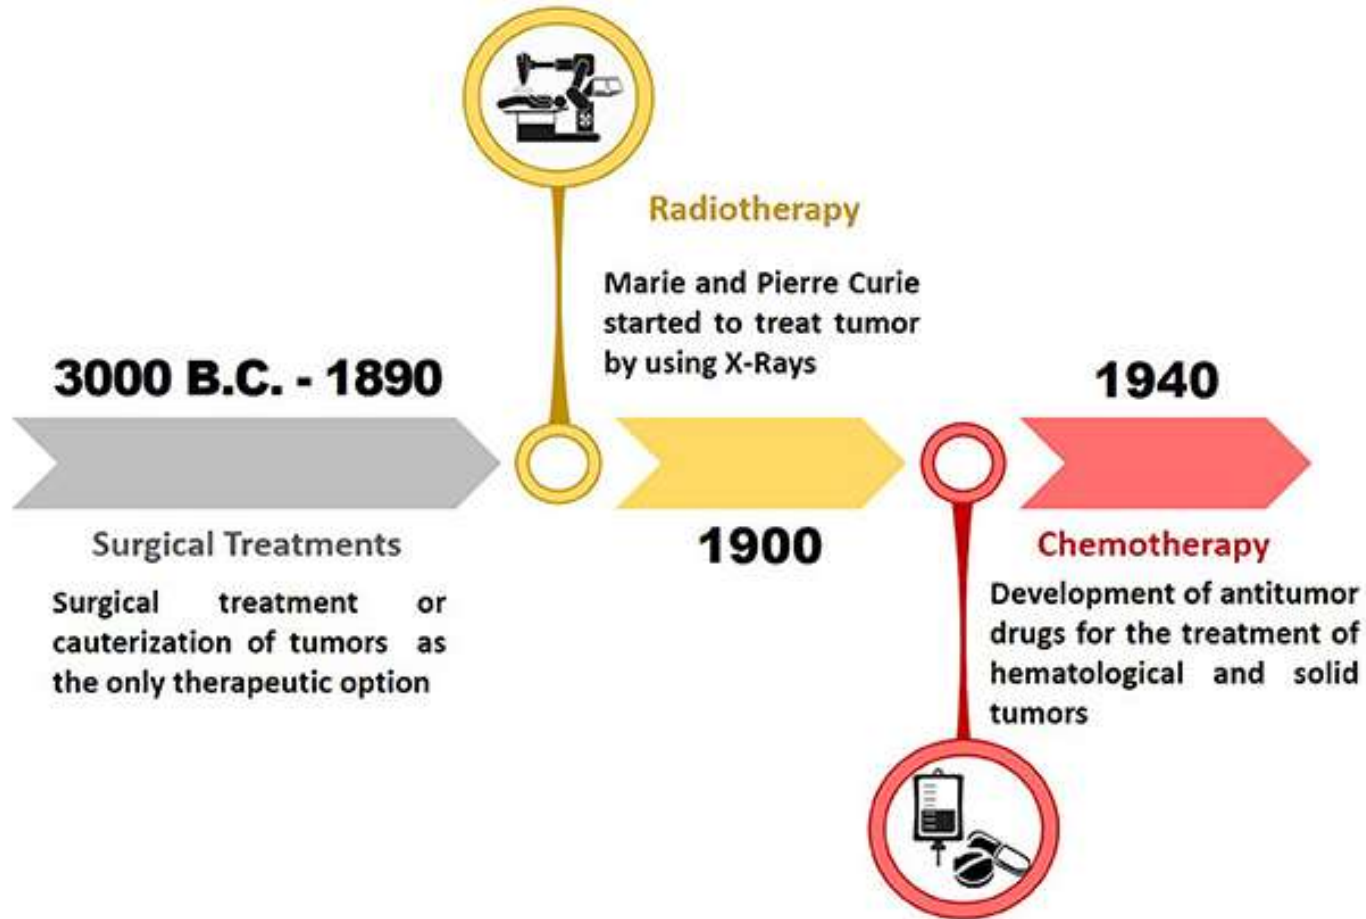 Radiotherapy
Marie and Pierre Curie
started to treat tumor
by using X-Rays
3000 B.C. - 1890
1940
Surgical Treatments
1900
Chemotherapy
Surgical treatment or
cauterization of tumors as
the only therapeutic option
Development of antitumor
drugs for the treatment of
hematological and solid
tumors